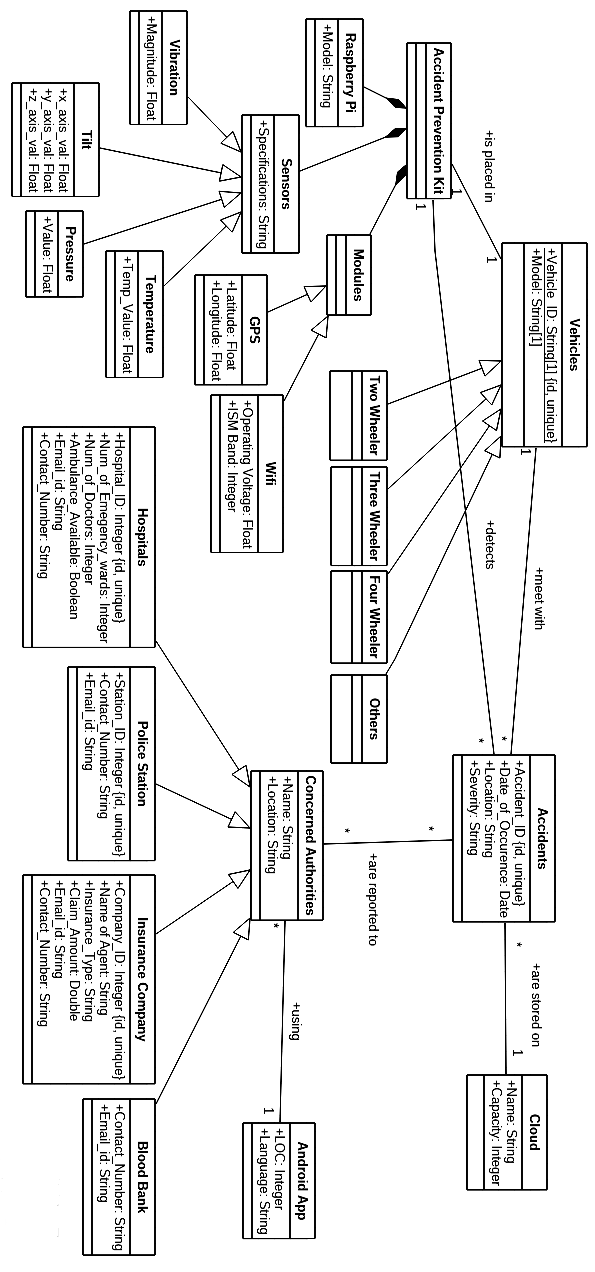 Vehicles
+Vehicle_ID: String[1] {id, unique}
+Model: String[1]
1
1
+is placed in
1
Accident Prevention Kit
1
Raspberry Pi
+Model: String
Sensors
+Specifications: String
Modules
Vibration
+Magnitude: Float
Tilt
+x_axis_val: Float
+y_axis_val: Float
+z_axis_val: Float
Pressure
+Value: Float
Temperature
+Temp_Value: Float
GPS
+Latitude: Float
+Longitude: Float
Wifi
+Operating Voltage: Float
+ISM Band: Integer
Two Wheeler
Three Wheeler
Four Wheeler
Others
+detects
+meet with
*
*
Accidents
+Accident_ID {id, unique}
+Date_of_Occurence: Date
+Location: String
+Severity: String
*
+are stored on
1
Cloud
+Name: String
+Capacity: Integer
*
+are reported to
*
Concerned Authorities
+Name: String
+Location: String
*
+using
1
Android App
+LOC: Integer
+Language: String
Hospitals
+Hospital_ID: Integer {id, unique}
+Num_of_Emegency_wards: Integer
+Num_of_Doctors: Integer
+Ambulance_Available: Boolean
+Email_id: String
+Contact_Number: String
Police Station
+Station_ID: Integer {id, unique}
+Contact_Number: String
+Email_id: String
Insurance Company
+Company_ID: Integer {id, unique}
+Name of Agent: String
+Insurance_Type: String
+Claim_Amount: Double
+Email_id: String
+Contact_Number: String
Blood Bank
+Contact_Number: String
+Email_id: String